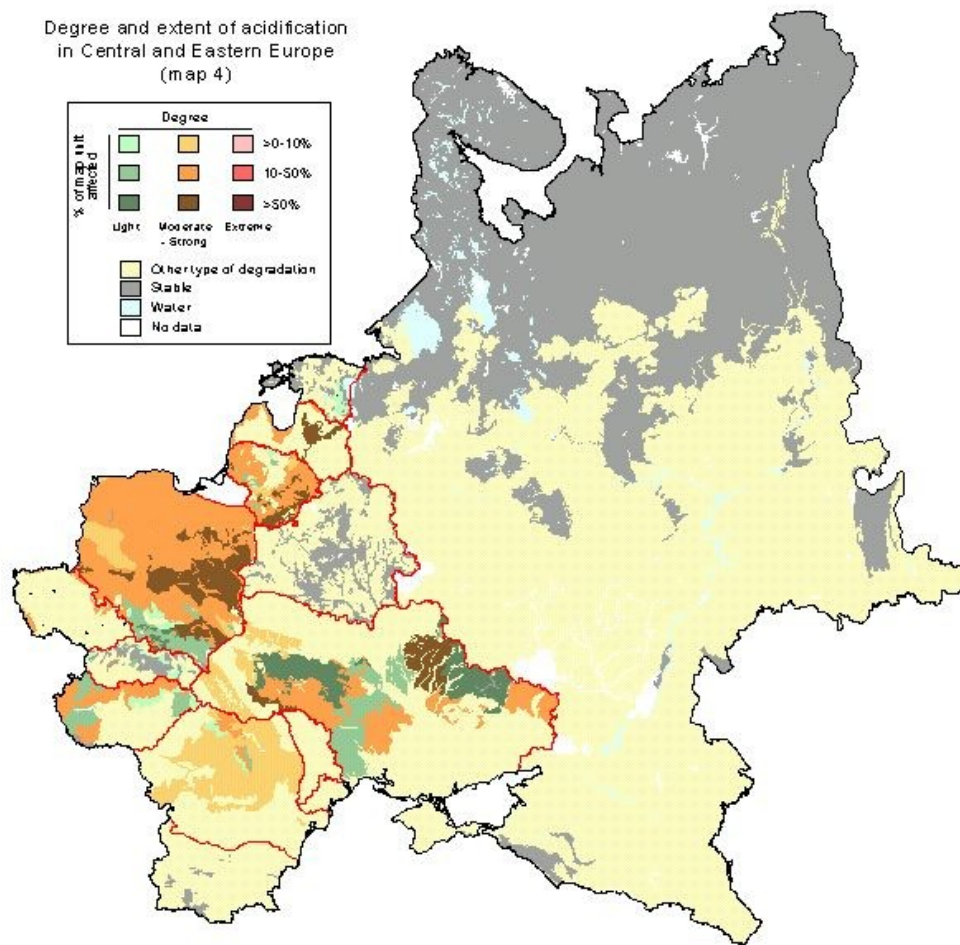 Degree and extent of acidification
in Central and Eastern Europe
(map 4)
Degree
% of map unit
affected
>0-10%
10-50%
>50%
Light
Moderate
- Strong
Extreme
Other type of degradation
Stable
Water
No data